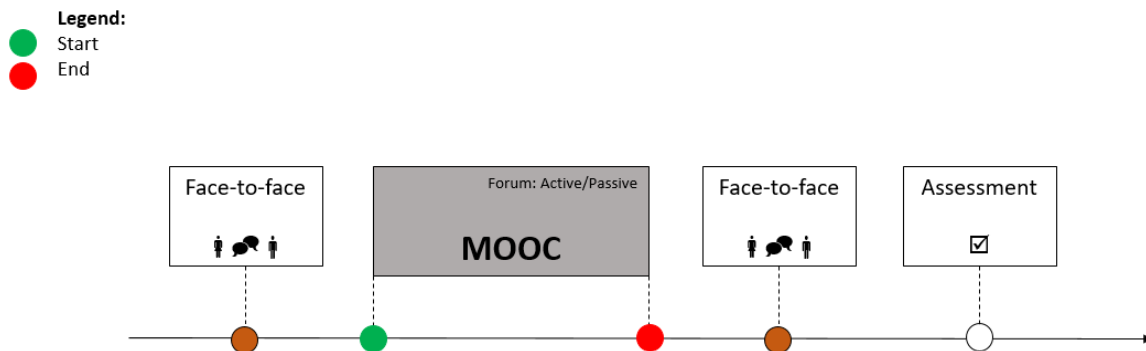 Legend:
Start
End
Face-to-face
Forum: Active/Passive
MOOC
Face-to-face
Assessment